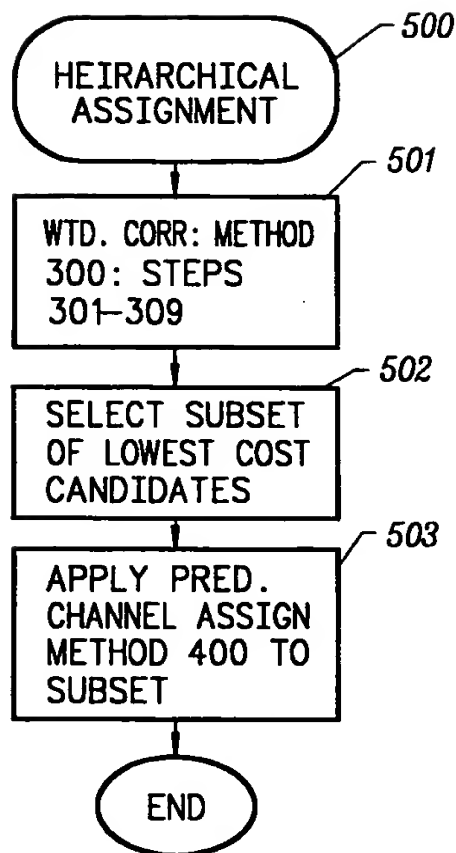 500
HEIRARCHICAL
ASSIGNMENT
501
WTD. CORR: METHOD
300: STEPS
301-309
502
SELECT SUBSET
OF LOWEST COST
CANDIDATES
503
APPLY PRED.
CHANNEL ASSIGN
METHOD 400 TO
SUBSET
END